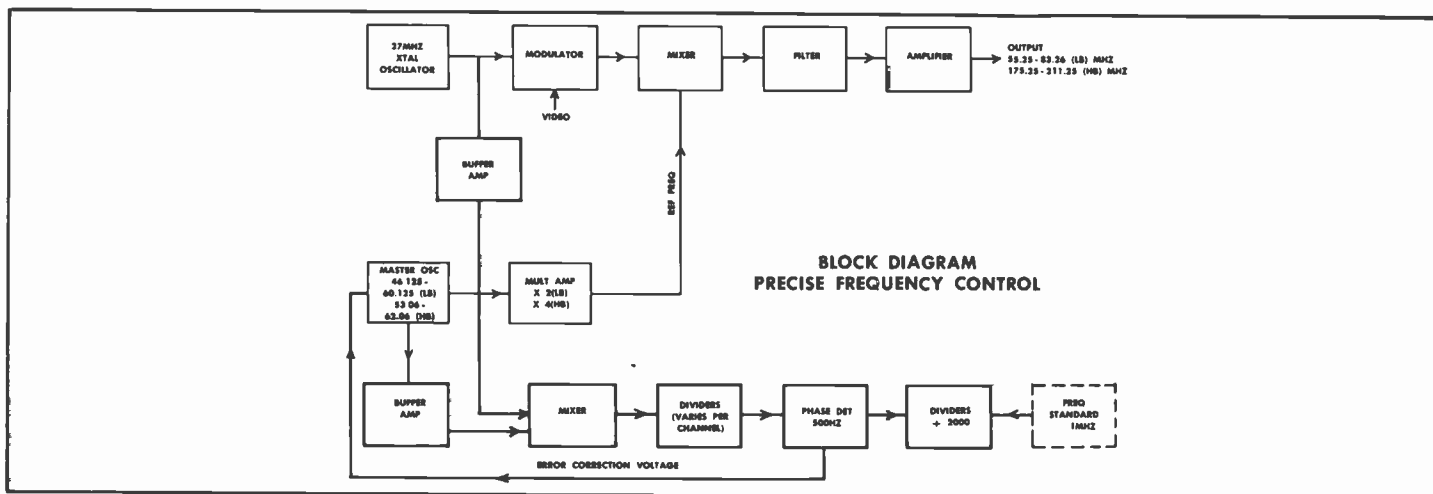 37MHZ
XTAL
OSCILLATOR
MODULATOR
MIXER
FILTER
AMPLIFIER
OUTPUT
55.25-83.26 (LB) MHZ
175.25-211.25 (HB) MHZ
VIDEO
BUFFER
AMP
REF FREQ
BLOCK DIAGRAM
PRECISE FREQUENCY CONTROL
MASTER OSC
46 125-
60.125 (LB)
53 06-
62.06 (HB)
MULT AMP
X 2(LB)
X 4(HB)
BUFFER
AMP
MIXER
DIVIDERS
(VARIES PER
CHANNEL)
PHASE DET
500HZ
DIVIDERS
÷ 2000
FREQ
STANDARD
1MHZ
ERROR CORRECTION VOLTAGE